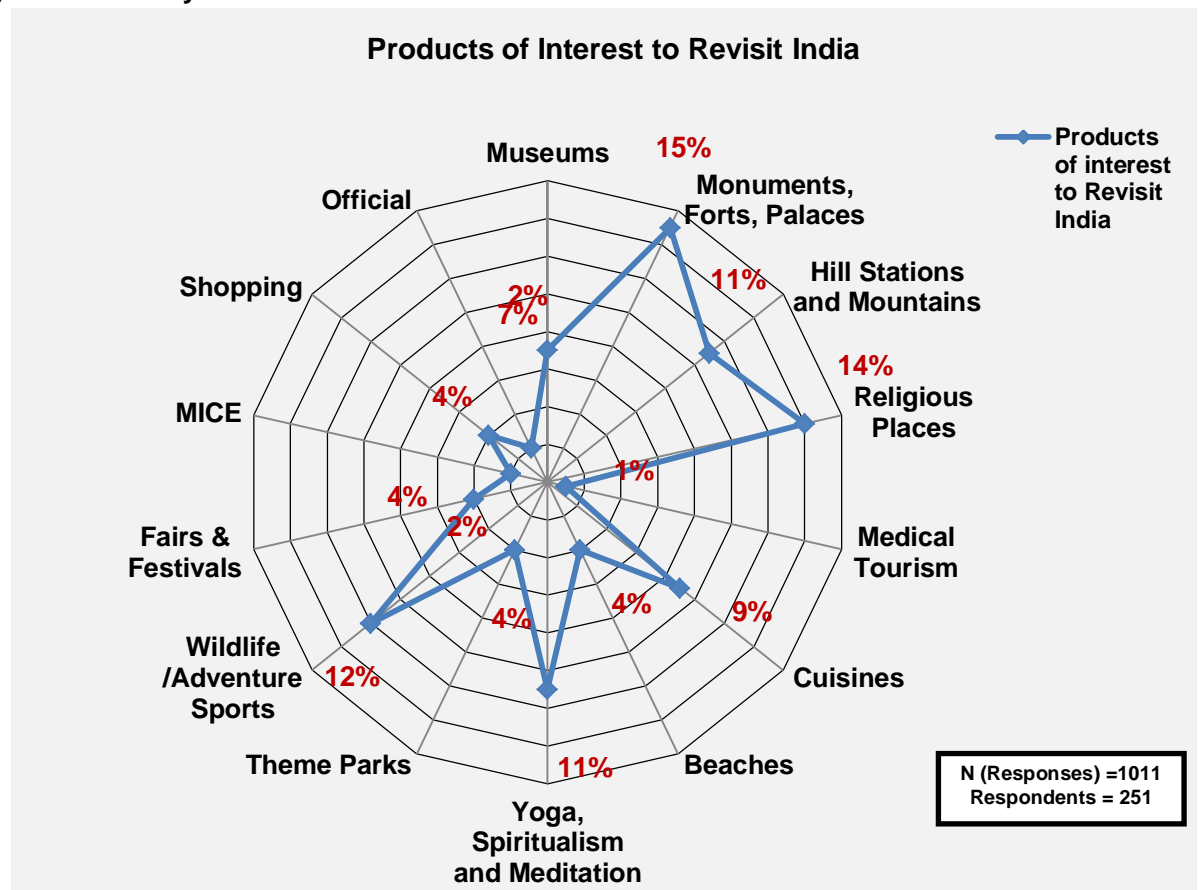 Products of Interest to Revisit India
Products
of interest
to Revisit
India
Museums
15%
Monuments,
Forts, Palaces
11%
Hill Stations
and Mountains
14%
Religious
Places
1%
Medical
Tourism
9%
Cuisines
4%
Beaches
11%
Yoga,
Spiritualism
and Meditation
4%
Theme Parks
12%
Wildlife
/Adventure
Sports
2%
4%
Fairs &
Festivals
MICE
4%
Shopping
Official
2%
7%
N (Responses) =1011
Respondents = 251